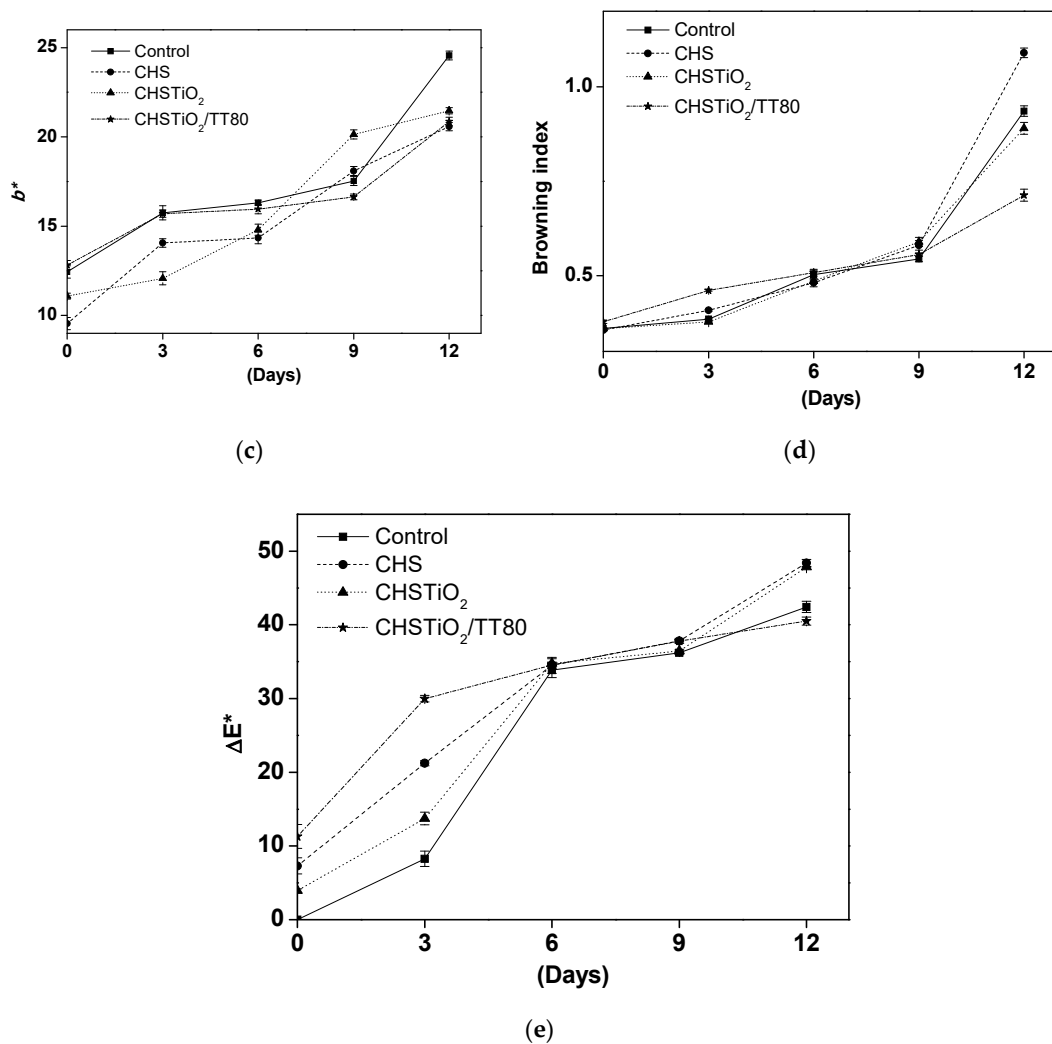 Control
CHS
CHSTiO₂
CHSTiO₂/TT80
25
20
15
10
b*
0 3 6 9 12
(Days)
(c)
Control
CHS
CHSTiO₂
CHSTiO₂/TT80
1.0
0.5
Browning index
0 3 6 9 12
(Days)
(d)
Control
CHS
CHSTiO₂
CHSTiO₂/TT80
50
40
30
20
10
0
ΔE*
0 3 6 9 12
(Days)
(e)